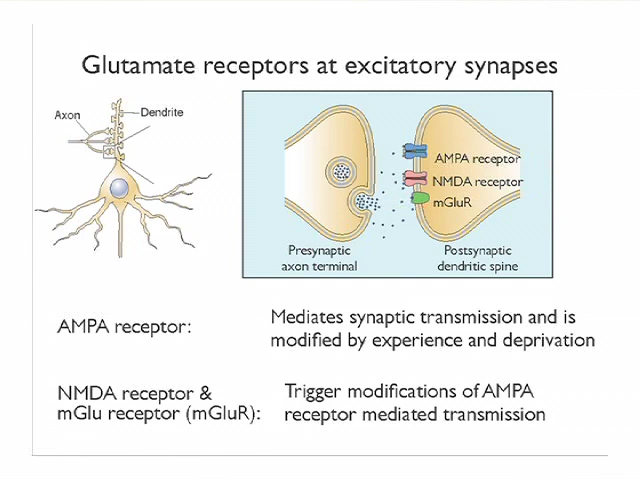 Glutamate receptors at excitatory synapses
Axon
Dendrite
AMPA receptor
NMDA receptor
mGluR
Presynaptic
axon terminal
Postsynaptic
dendritic spine
AMPA receptor:
Mediates synaptic transmission and is
modified by experience and deprivation
NMDA receptor &
mGlu receptor (mGluR):
Trigger modifications of AMPA
receptor mediated transmission